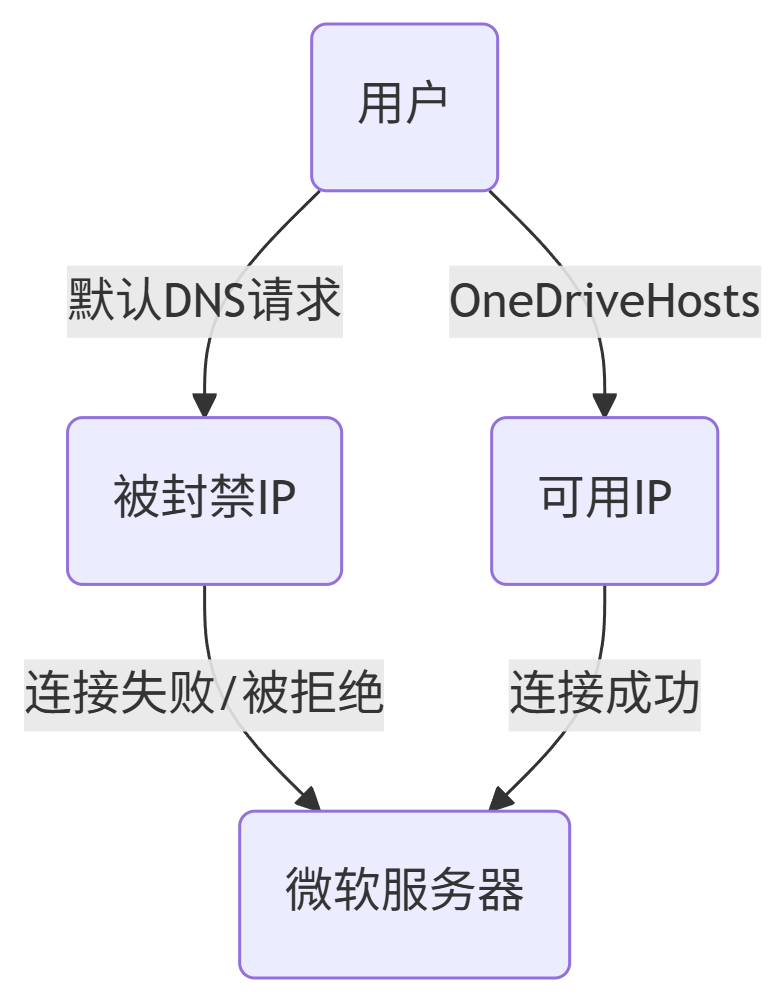 用户
默认DNS请求
OneDriveHosts
被封禁IP
可用IP
连接失败/被拒绝
连接成功
微软服务器